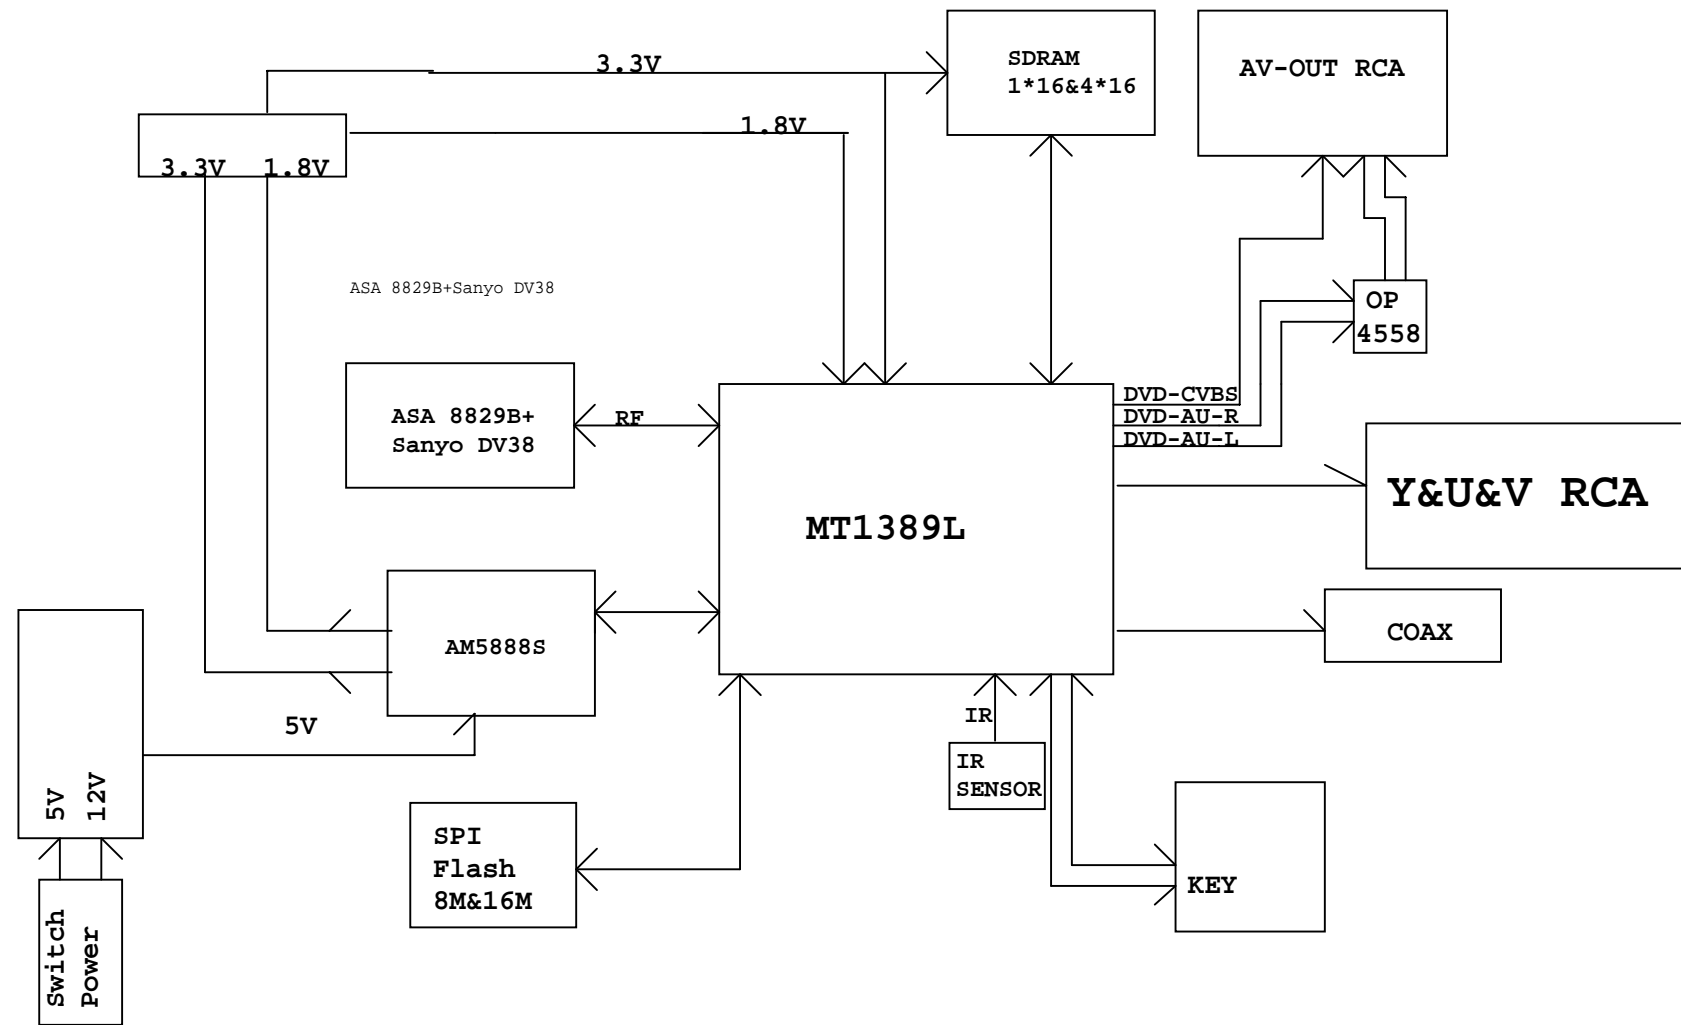 3.3V
SDRAM
1*16&4*16
AV-OUT RCA
1.8V
3.3V 1.8V
ASA 8829B+Sanyo DV38
OP
4558
DVD-CVBS
DVD-AU-R
DVD-AU-L
ASA 8829B+
Sanyo DV38
RF
Y&U&V RCA
MT1389L
COAX
AM5888S
5V
IR
IR
SENSOR
5V
12V
SPI
Flash
8M&16M
KEY
Switch
Power